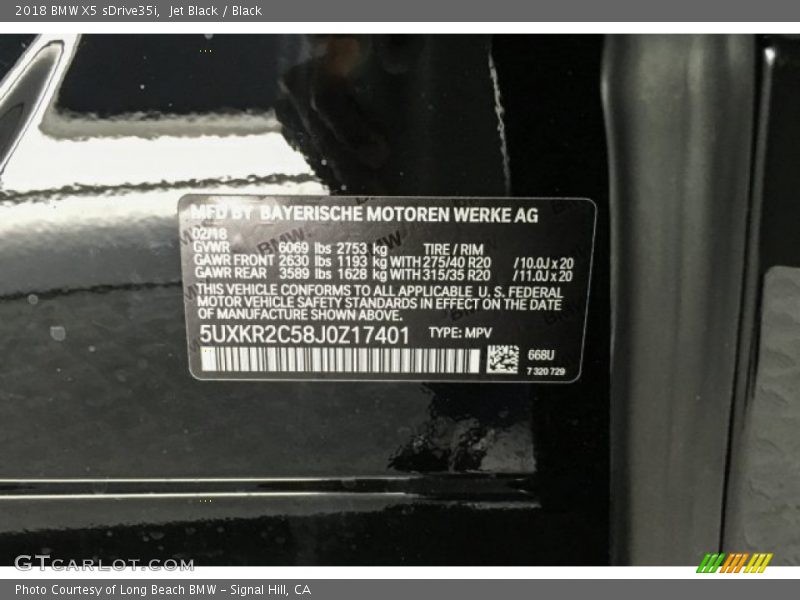 2018 BMW X5 sDrive35i, Jet Black / Black
MFD BY BAYERISCHE MOTOREN WERKE AG
02/18
GVWR 6069 lbs 2753 kg TIRE / RIM
GAWR FRONT 2630 lbs 1193 kg WITH 275/40 R20 /10.0J x 20
GAWR REAR 3589 lbs 1628 kg WITH 315/35 R20 /11.0J x 20
THIS VEHICLE CONFORMS TO ALL APPLICABLE U. S. FEDERAL
MOTOR VEHICLE SAFETY STANDARDS IN EFFECT ON THE DATE
OF MANUFACTURE SHOWN ABOVE.
5UXKR2C58J0Z17401 TYPE: MPV
668U
7 320 729
GTCARLOT.COM
Photo Courtesy of Long Beach BMW – Signal Hill, CA